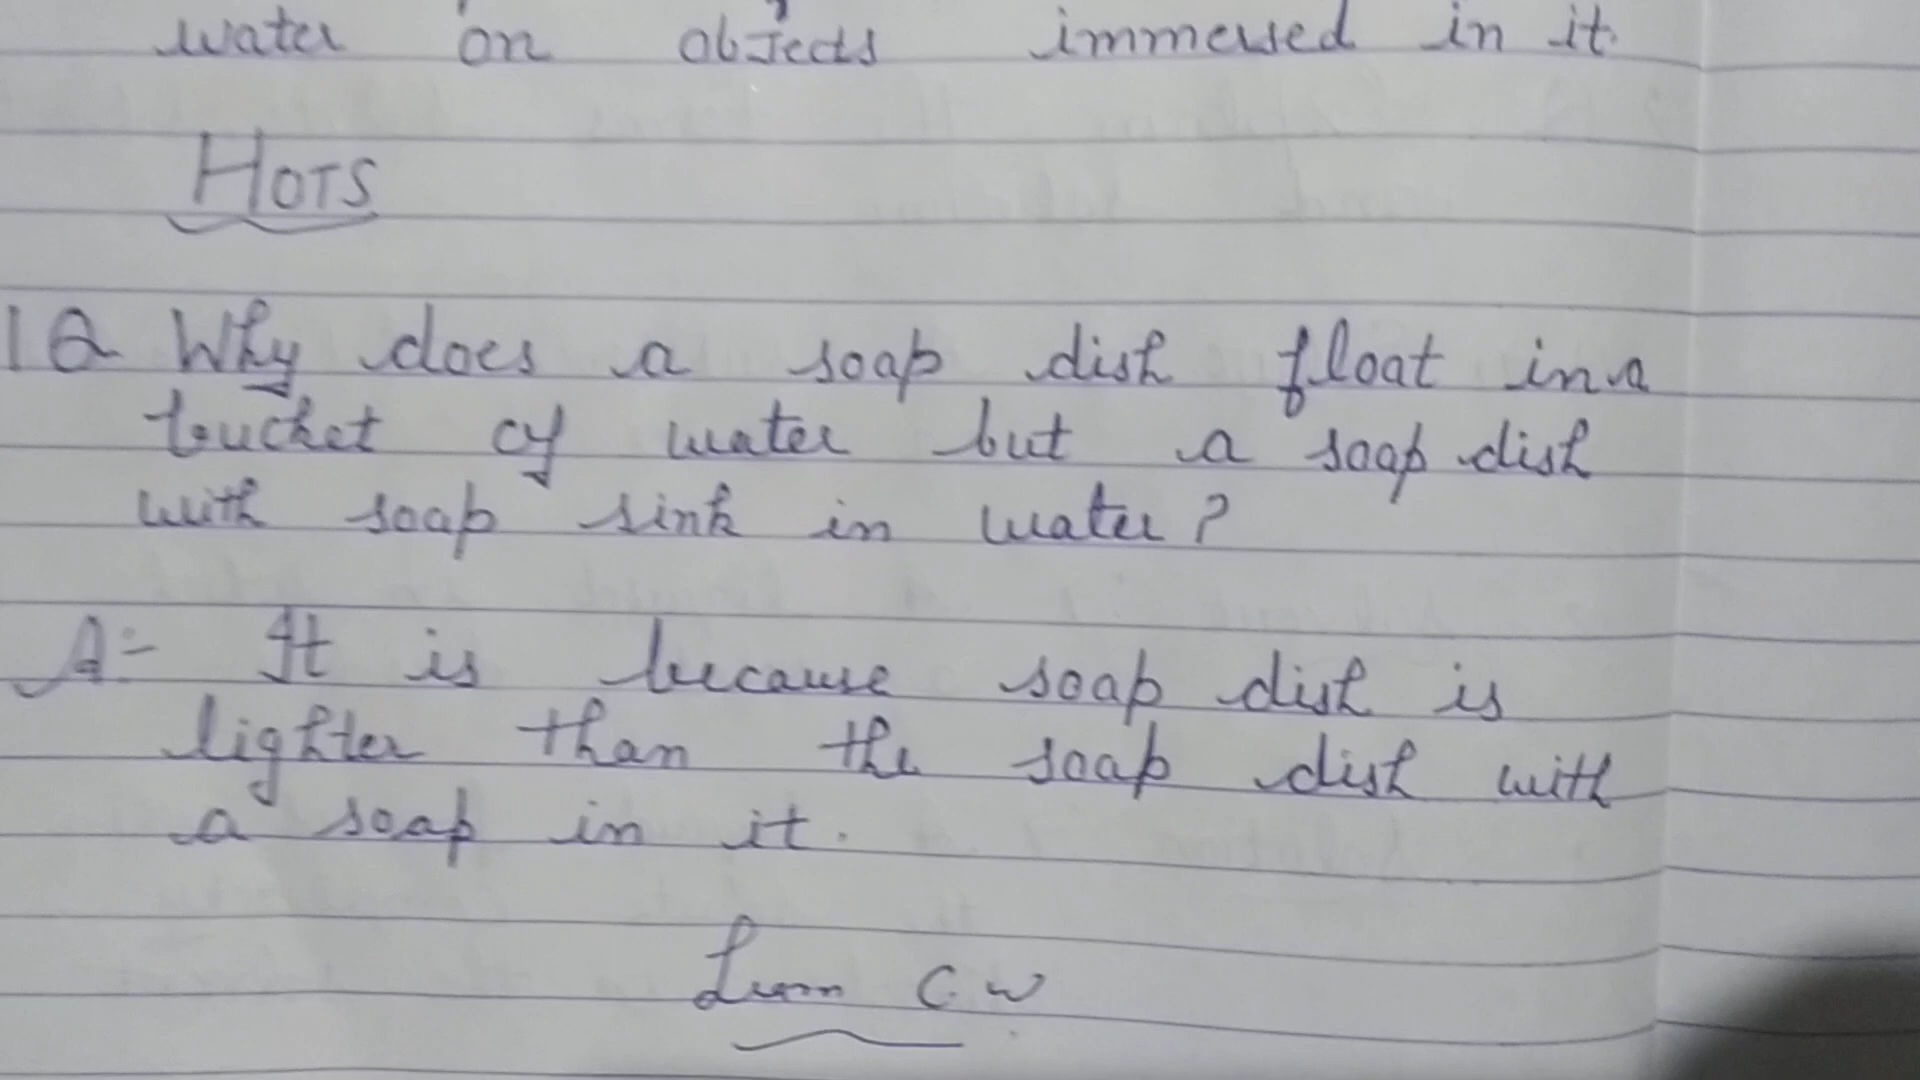 water on objects immersed in it.
HOTS
1Q Why does a soap dish float in a
bucket of water but a soap dish
with soap sink in water?
A:- It is because soap dish is
lighter than the soap dish with
a soap in it.
Learn C.W